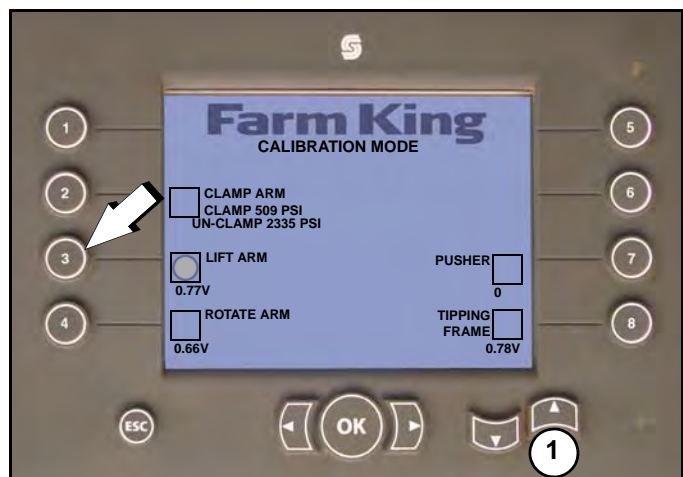 S
Farm King
CALIBRATION MODE
1
5
2
CLAMP ARM
6
CLAMP 509 PSI
UN-CLAMP 2335 PSI
3
LIFT ARM
PUSHER
7
0.77V
0
4
ROTATE ARM
TIPPING
FRAME
8
0.66V
0.78V
ESC
OK
1